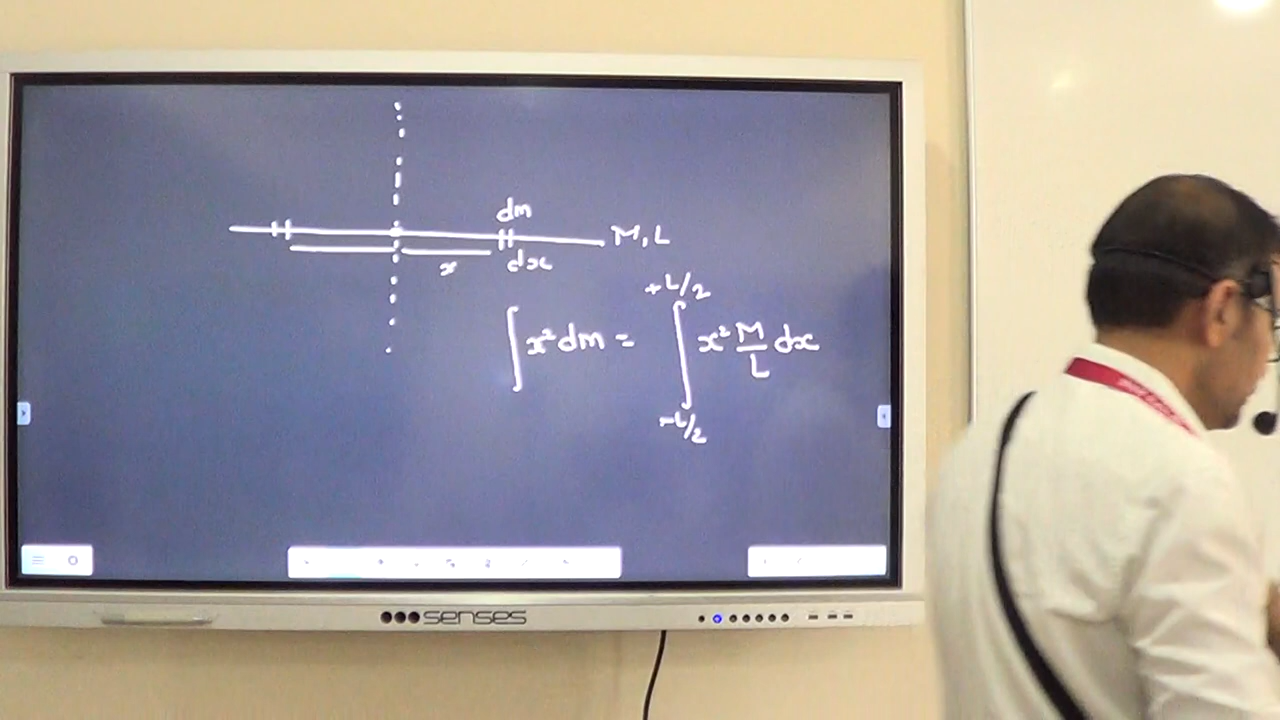 dm
M, L
x dx
∫x²dm = ∫_{-L/2}^{+L/2} x² M/L dx
senses